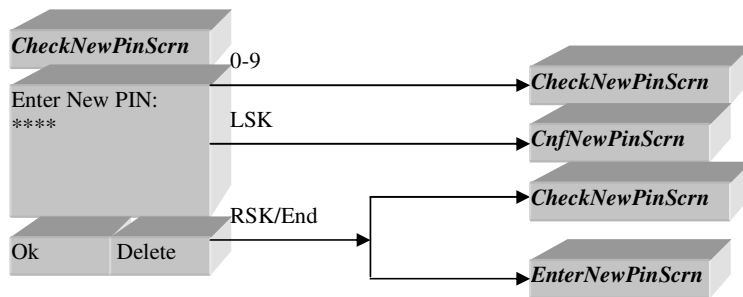 CheckNewPinScrn
0-9
CheckNewPinScrn
Enter New PIN:
****
LSK
CnfNewPinScrn
CheckNewPinScrn
RSK/End
Ok Delete
EnterNewPinScrn